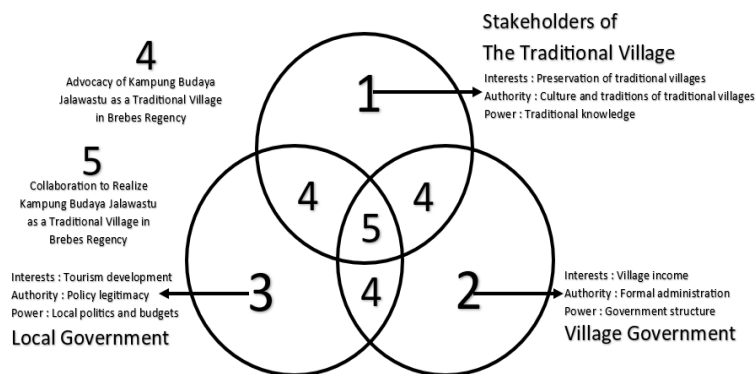 4
Advocacy of Kampung Budaya
Jalawastu as a Traditional Village
in Brebes Regency
5
Collaboration to Realize
Kampung Budaya Jalawastu
as a Traditional Village in
Brebes Regency
Stakeholders of
The Traditional Village
Interests : Preservation of traditional villages
Authority : Culture and traditions of traditional villages
Power : Traditional knowledge
1
4
4
5
4
3
2
Interests : Tourism development
Authority : Policy legitimacy
Power : Local politics and budgets
Local Government
Interests : Village income
Authority : Formal administration
Power : Government structure
Village Government